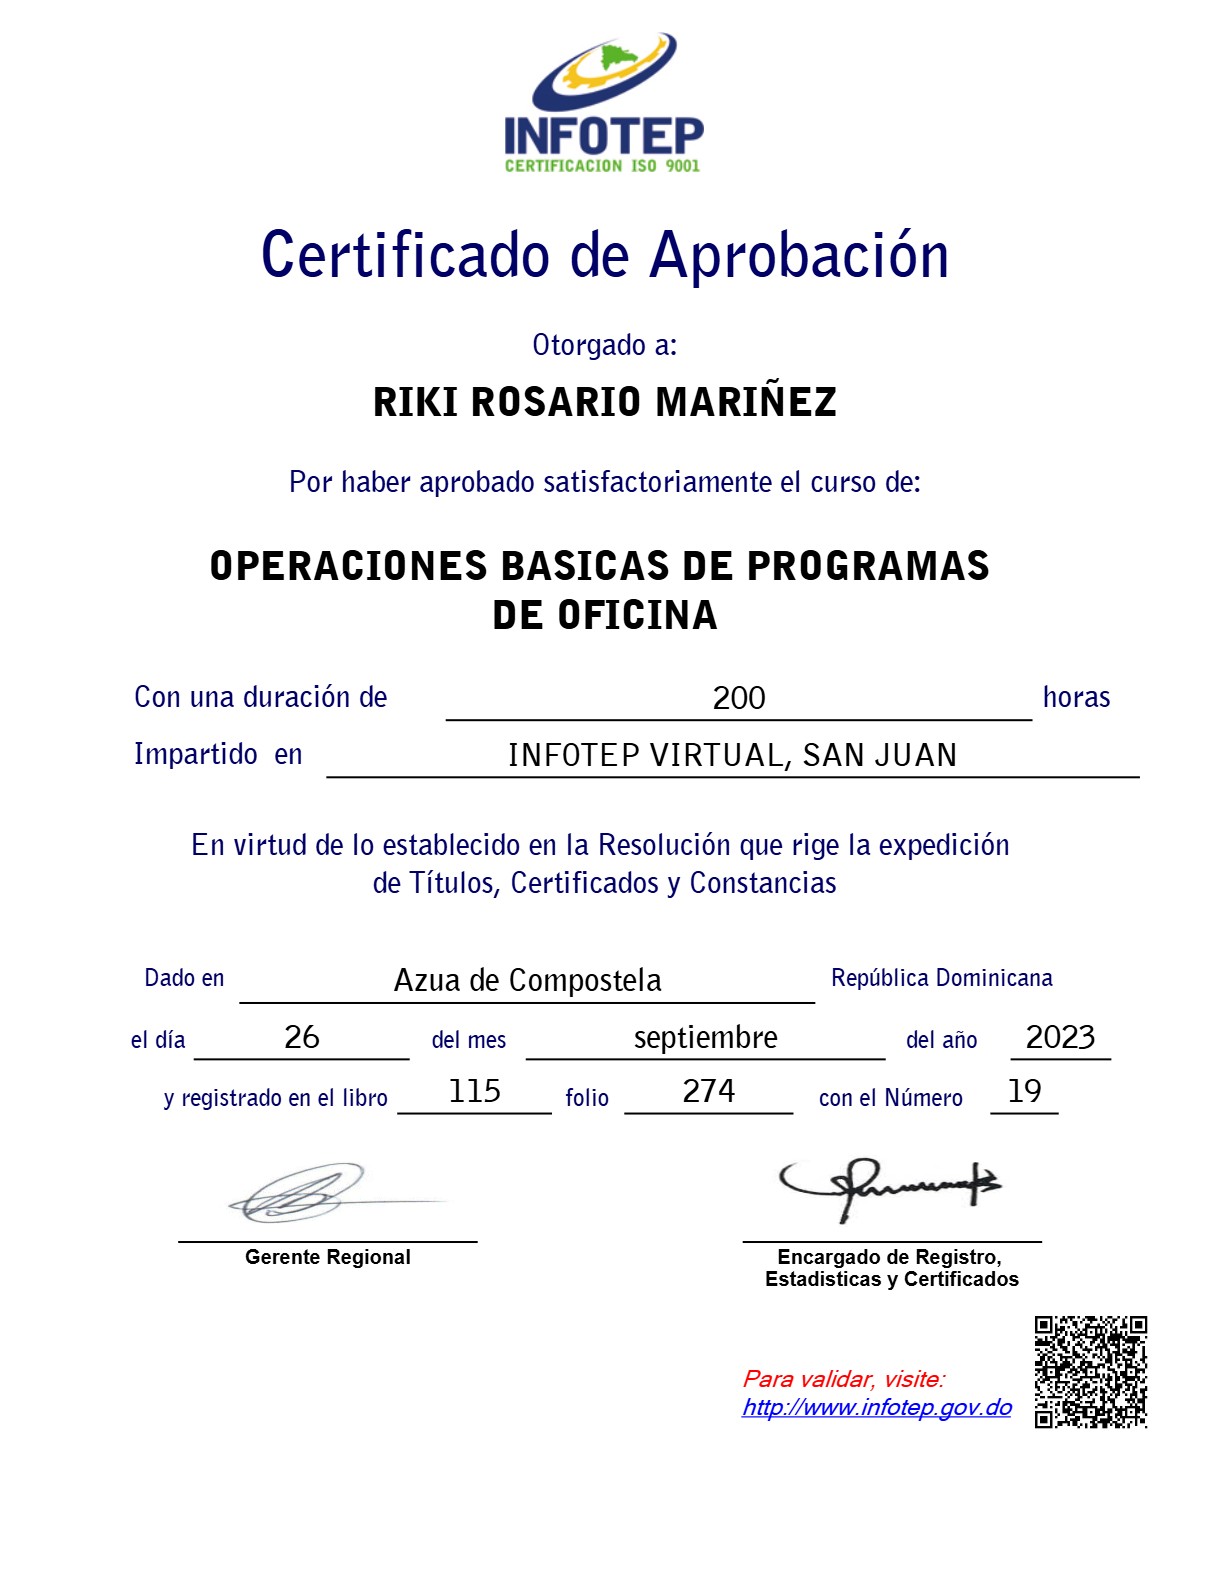 INFOTEP
CERTIFICACION ISO 9001
Certificado de Aprobación
Otorgado a:
RIKI ROSARIO MARIÑEZ
Por haber aprobado satisfactoriamente el curso de:
OPERACIONES BASICAS DE PROGRAMAS
DE OFICINA
Con una duración de 200 horas
Impartido en INFOTEP VIRTUAL, SAN JUAN
En virtud de lo establecido en la Resolución que rige la expedición
de Títulos, Certificados y Constancias
Dado en Azua de Compostela República Dominicana
el día 26 del mes septiembre del año 2023
y registrado en el libro 115 folio 274 con el Número 19
Gerente Regional
Encargado de Registro,
Estadisticas y Certificados
Para validar, visite:
http://www.infotep.gov.do